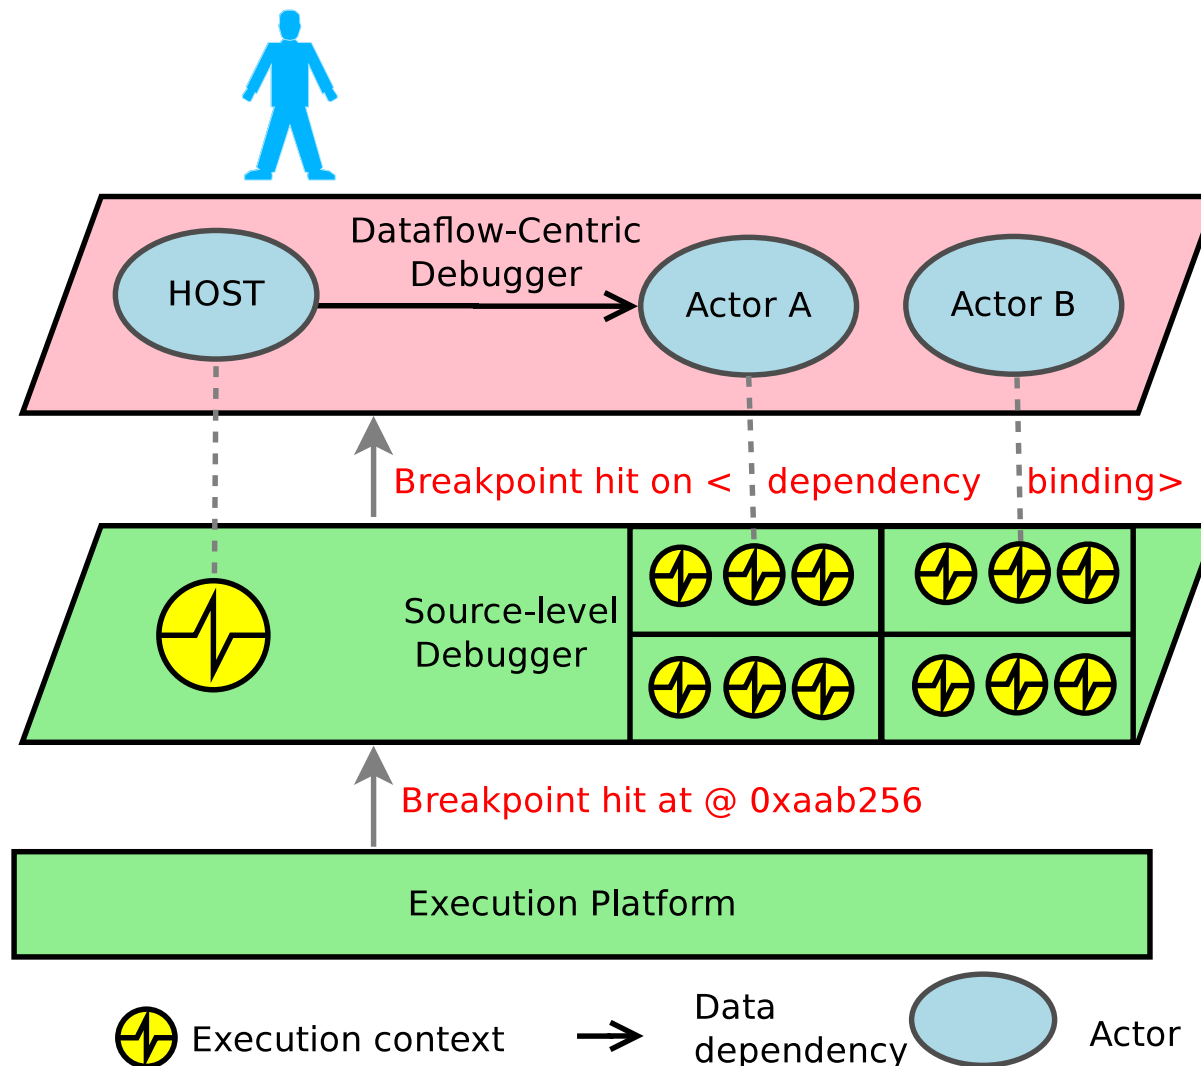 Dataflow-Centric
Debugger
HOST
Actor A
Actor B
Breakpoint hit on < dependency binding>
Source-level
Debugger
Breakpoint hit at @ 0xaab256
Execution Platform
Execution context
Data
dependency
Actor